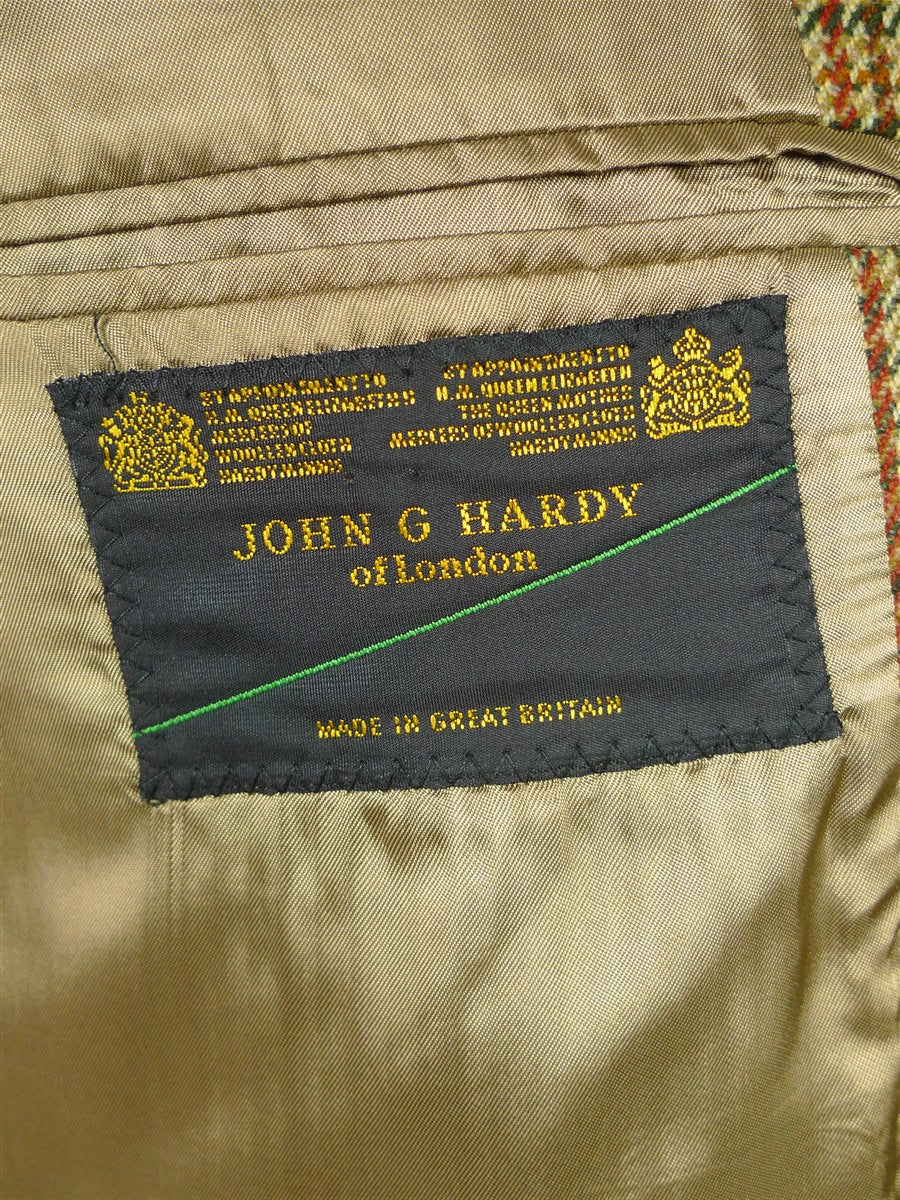 BY APPOINTMENT TO
H.M. QUEEN ELIZABETH II
MERCERS OF
WOOLLEN CLOTH
HARDY MINNIS
BY APPOINTMENT TO
H.M. QUEEN ELIZABETH
THE QUEEN MOTHER
MERCERS OF WOOLLEN CLOTH
HARDY MINNIS
JOHN G HARDY
of London
MADE IN GREAT BRITAIN